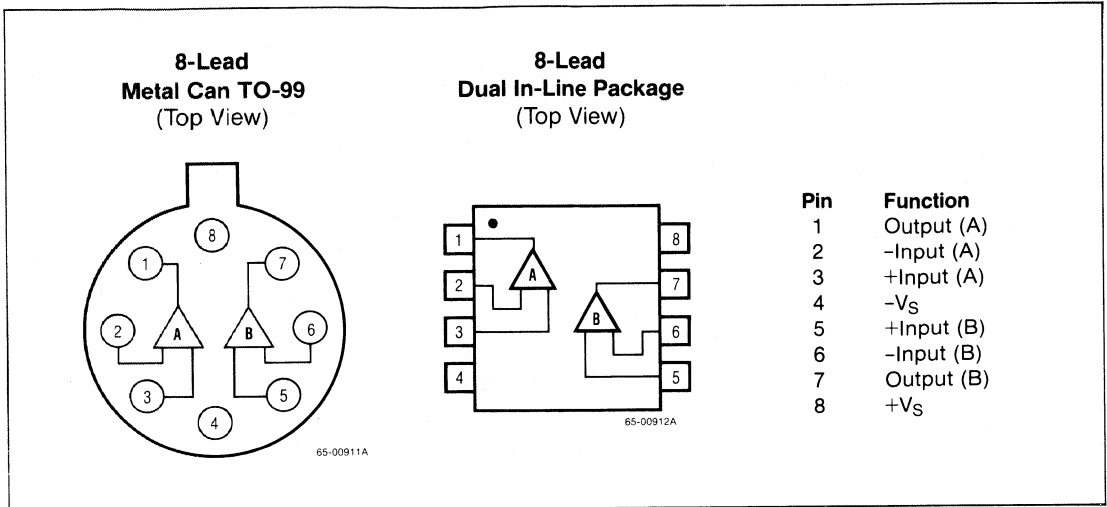 8-Lead
Metal Can TO-99
(Top View)
8
1
7
A
B
2
6
3
5
4
65-00911A
8-Lead
Dual In-Line Package
(Top View)
1
8
A
2
7
B
3
6
4
5
65-00912A
Pin Function
1 Output (A)
2 -Input (A)
3 +Input (A)
4 -VS
5 +Input (B)
6 -Input (B)
7 Output (B)
8 +VS